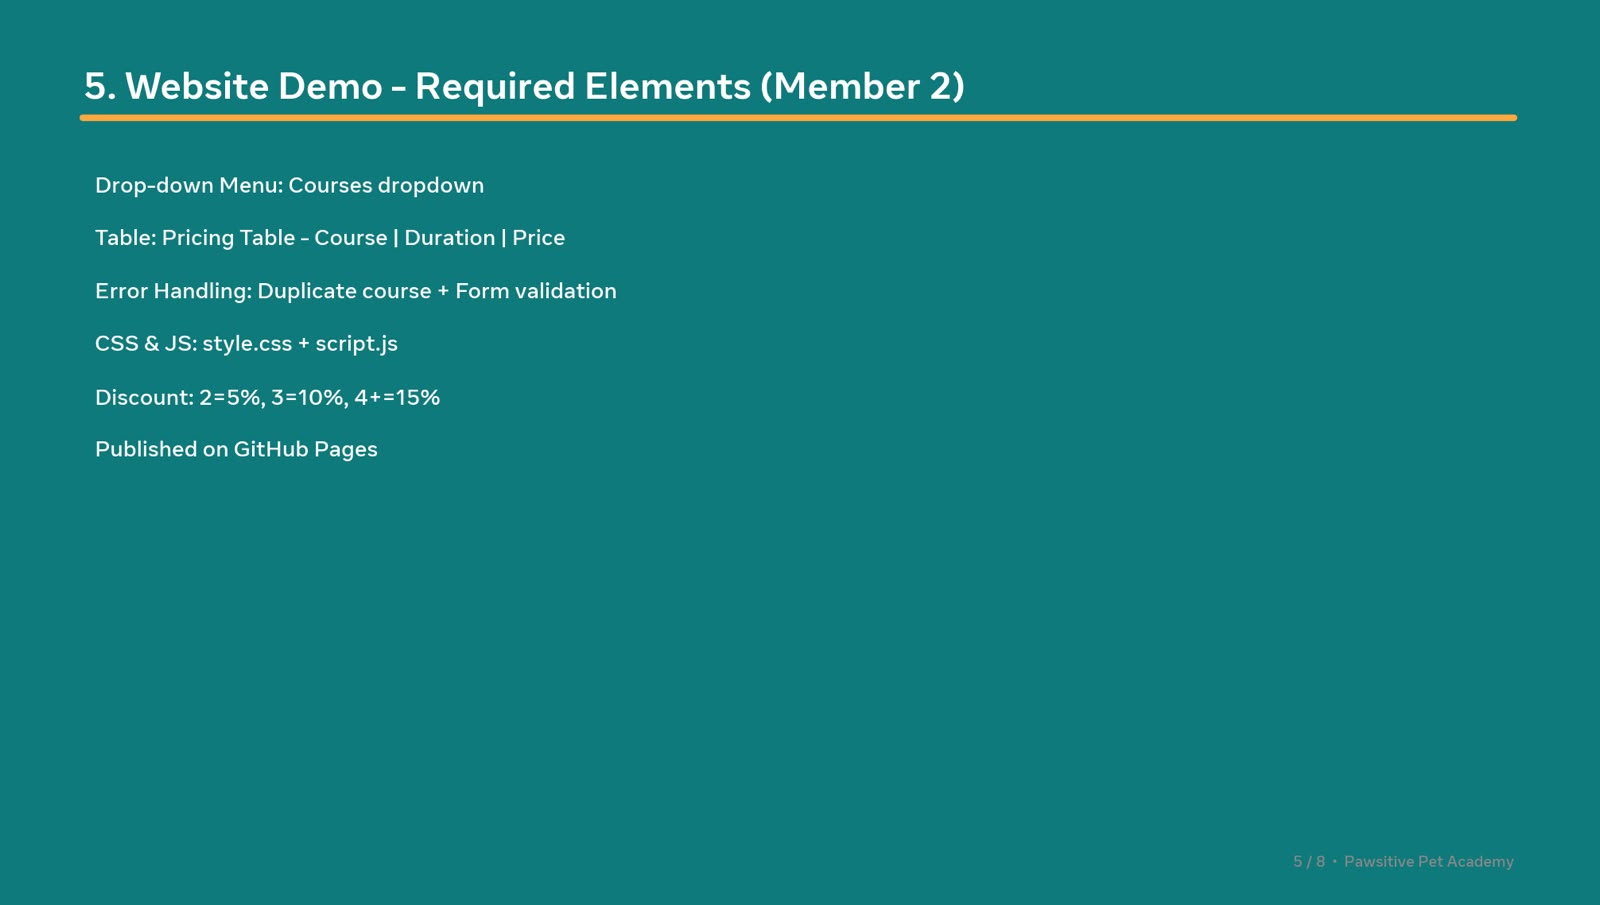 5. Website Demo - Required Elements (Member 2)
Drop-down Menu: Courses dropdown
Table: Pricing Table - Course | Duration | Price
Error Handling: Duplicate course + Form validation
CSS & JS: style.css + script.js
Discount: 2=5%, 3=10%, 4+=15%
Published on GitHub Pages
5 / 8 • Pawsitive Pet Academy